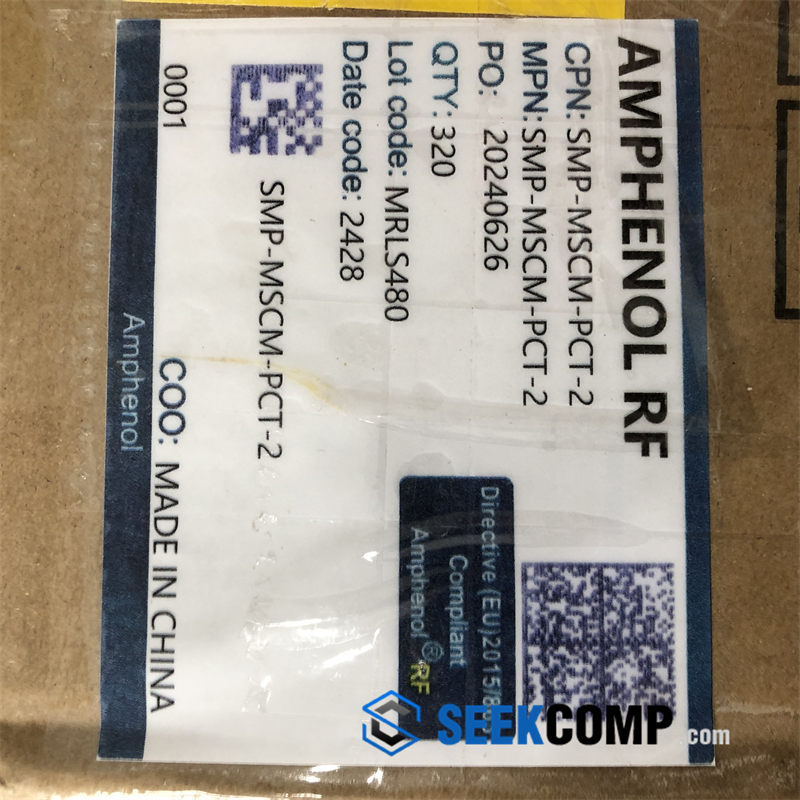 AMPHENOL RF
CPN: SMP-MSCM-PCT-2
MPN: SMP-MSCM-PCT-2
PO: 20240626
QTY: 320
Lot code: MRLS480
Date code: 2428
SMP-MSCM-PCT-2
0001
COO: MADE IN CHINA
Directive (EU)2015/
Compliant
Amphenol® RF
Amphenol
SEEKCOMP.com